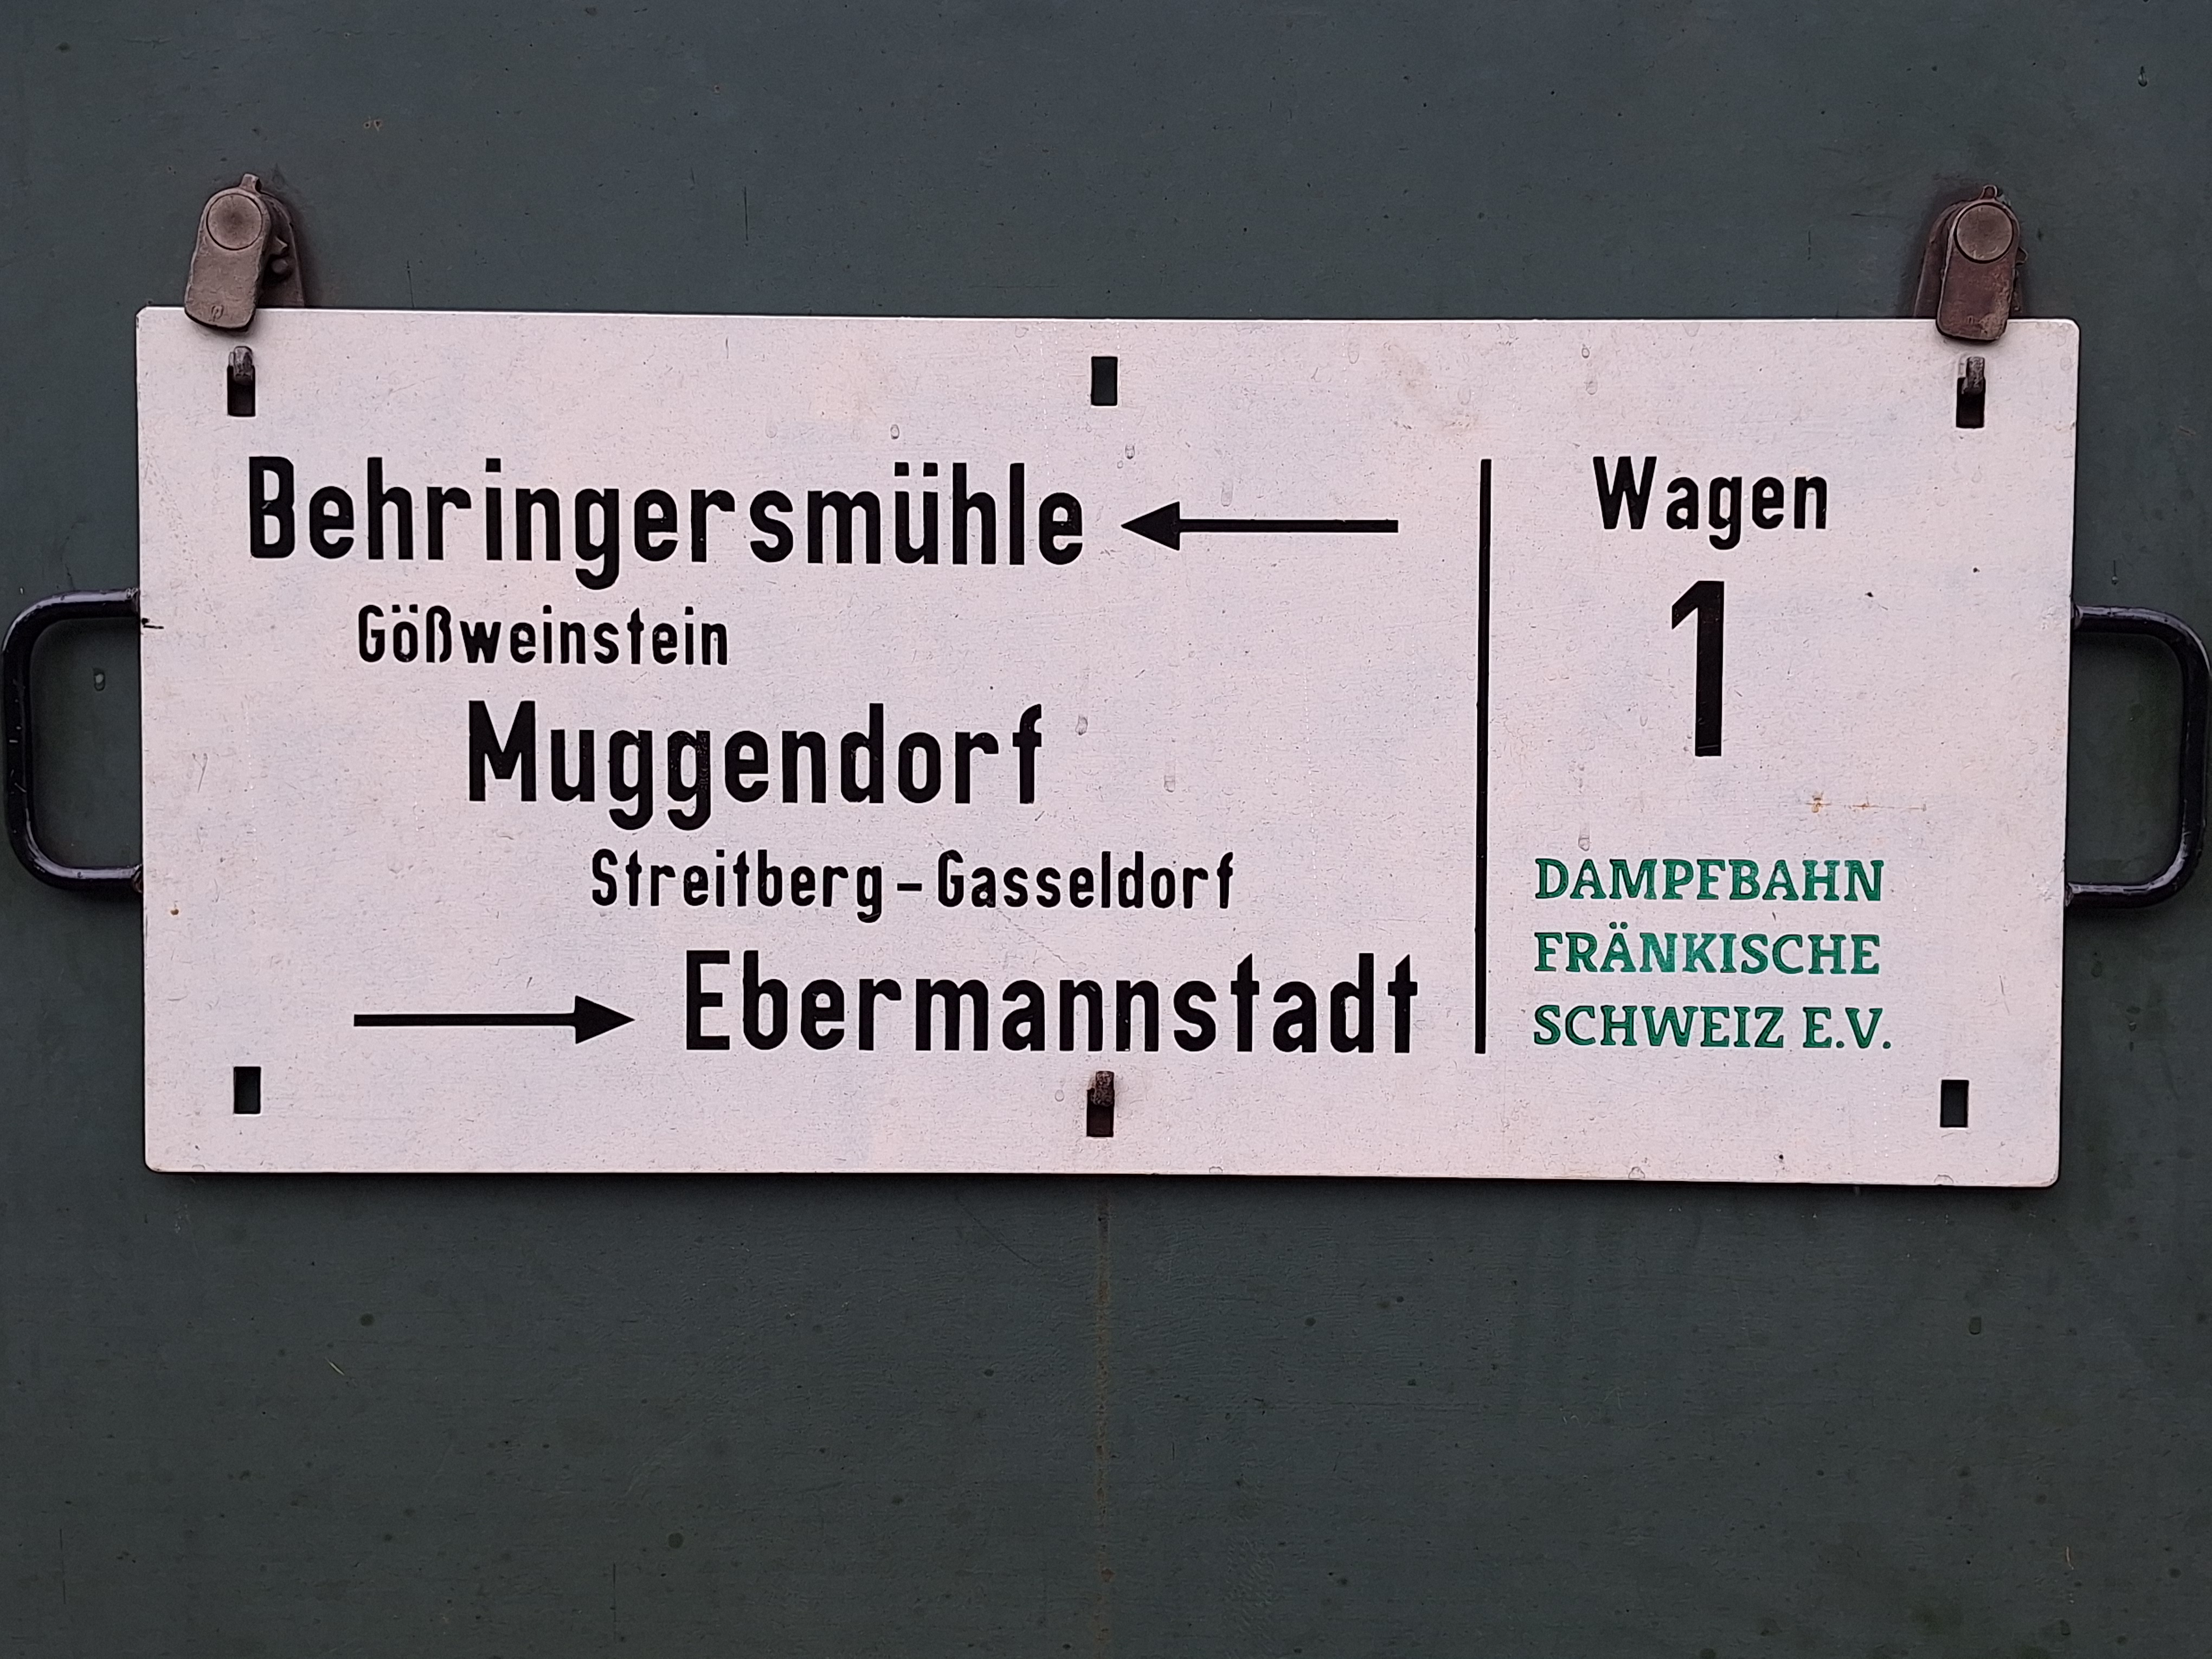 Behringersmühle
Gößweinstein
Muggendorf
Streitberg - Gasseldorf
Ebermannstadt
Wagen
1
DAMPFBAHN
FRÄNKISCHE
SCHWEIZ E.V.